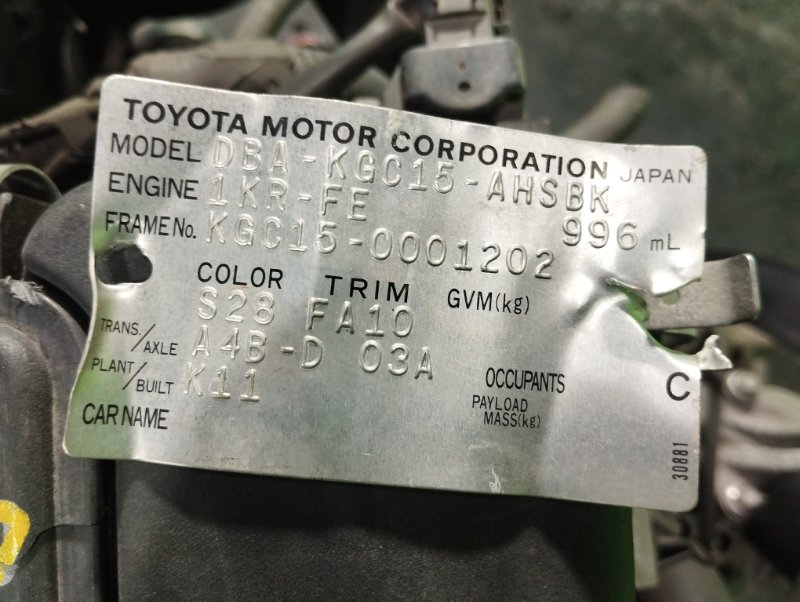 TOYOTA MOTOR CORPORATION JAPAN
MODEL DBA-KGC15-AHSBK
ENGINE 1KR-FE 996 mL
FRAME No. KGC15-0001202
COLOR TRIM GVM(kg)
S28 FA10
TRANS./AXLE A4B-D 03A
PLANT/BUILT K11 OCCUPANTS C
PAYLOAD MASS(kg)
CAR NAME
30881